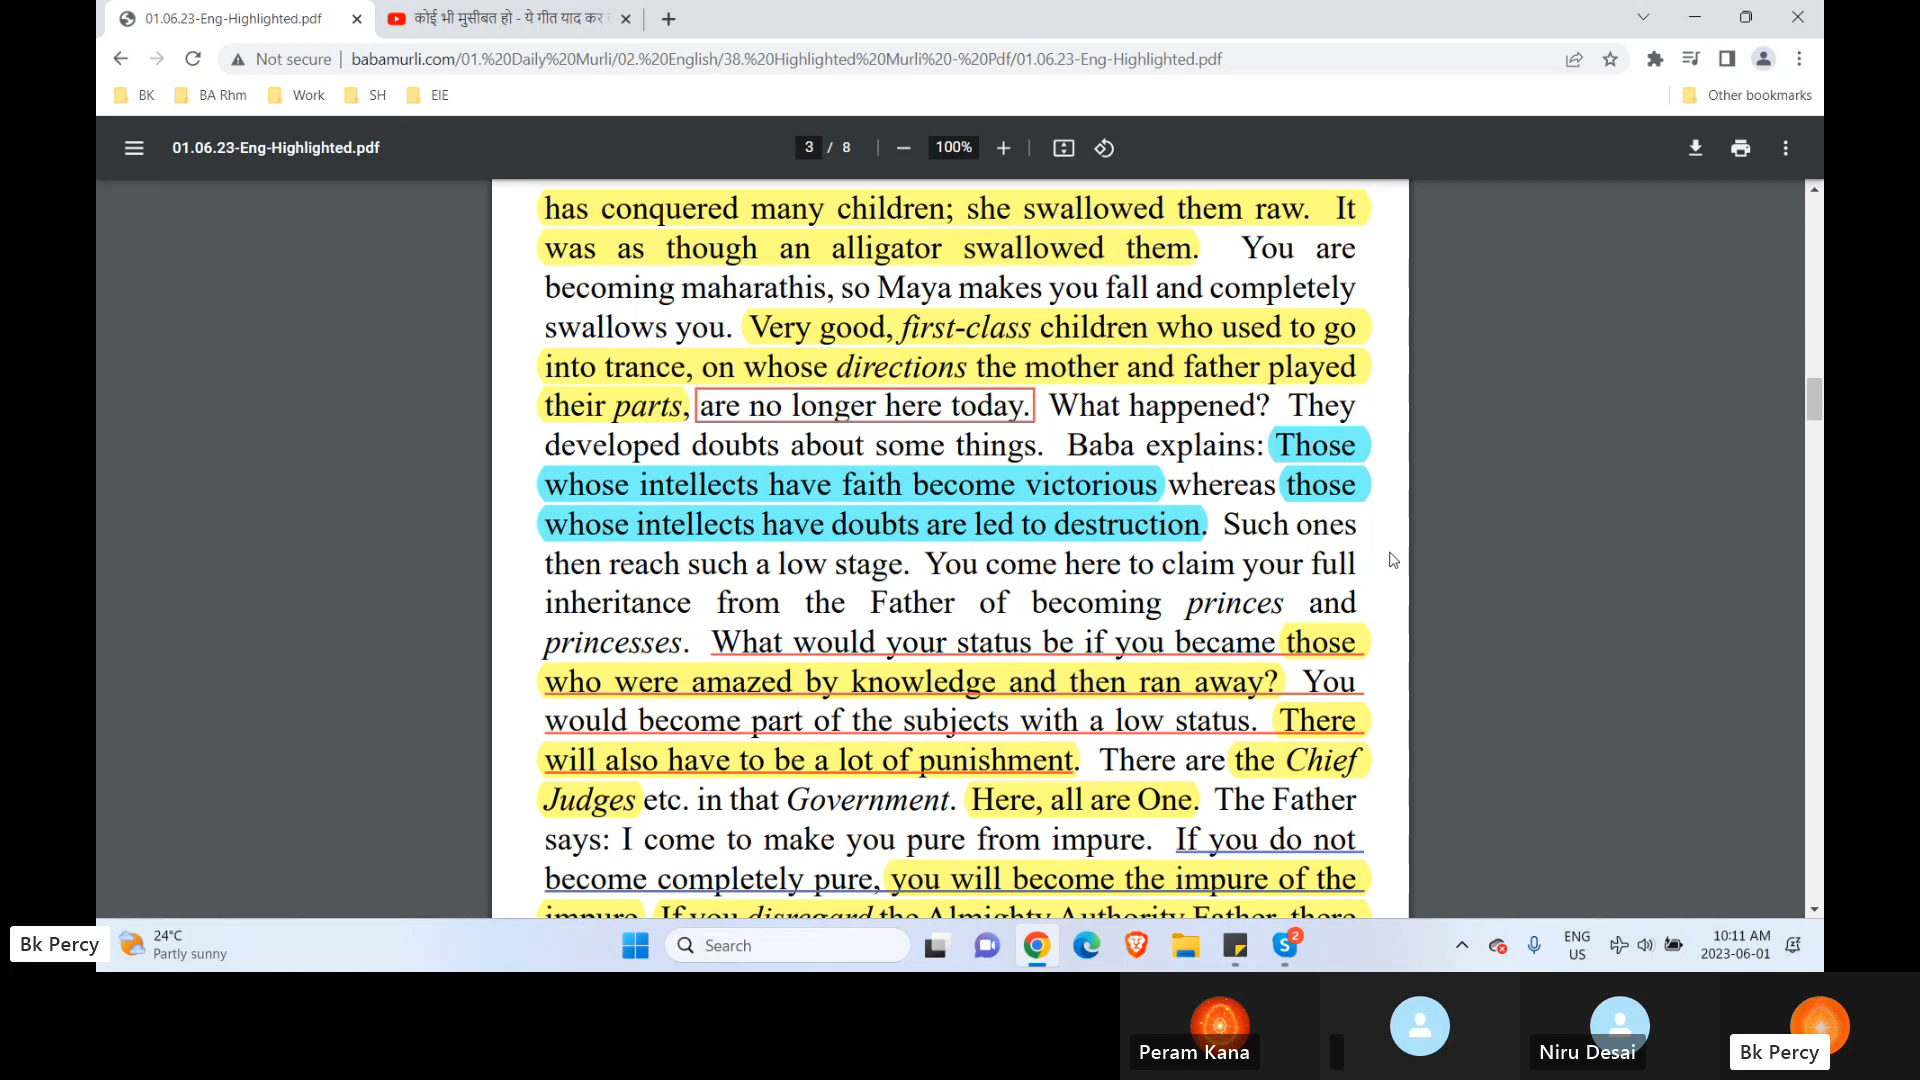 01.06.23-Eng-Highlighted.pdf
कोई भी मुसीबत हो - ये गीत याद कर
Not secure
babamurli.com/01.%20Daily%20Murli/02.%20English/38.%20Highlighted%20Murli%20-%20Pdf/01.06.23-Eng-Highlighted.pdf
BK BA Rhm Work SH EIE Other bookmarks
01.06.23-Eng-Highlighted.pdf 3 / 8 100%
has conquered many children; she swallowed them raw. It
was as though an alligator swallowed them. You are
becoming maharathis, so Maya makes you fall and completely
swallows you. Very good, first-class children who used to go
into trance, on whose directions the mother and father played
their parts, are no longer here today. What happened? They
developed doubts about some things. Baba explains: Those
whose intellects have faith become victorious whereas those
whose intellects have doubts are led to destruction. Such ones
then reach such a low stage. You come here to claim your full
inheritance from the Father of becoming princes and
princesses. What would your status be if you became those
who were amazed by knowledge and then ran away? You
would become part of the subjects with a low status. There
will also have to be a lot of punishment. There are the Chief
Judges etc. in that Government. Here, all are One. The Father
says: I come to make you pure from impure. If you do not
become completely pure, you will become the impure of the
impure. If you disregard the Almighty Authority Father, there
Bk Percy
24°C
Partly sunny
Search
2
ENG
US
10:11 AM
2023-06-01
Peram Kana
Niru Desai
Bk Percy